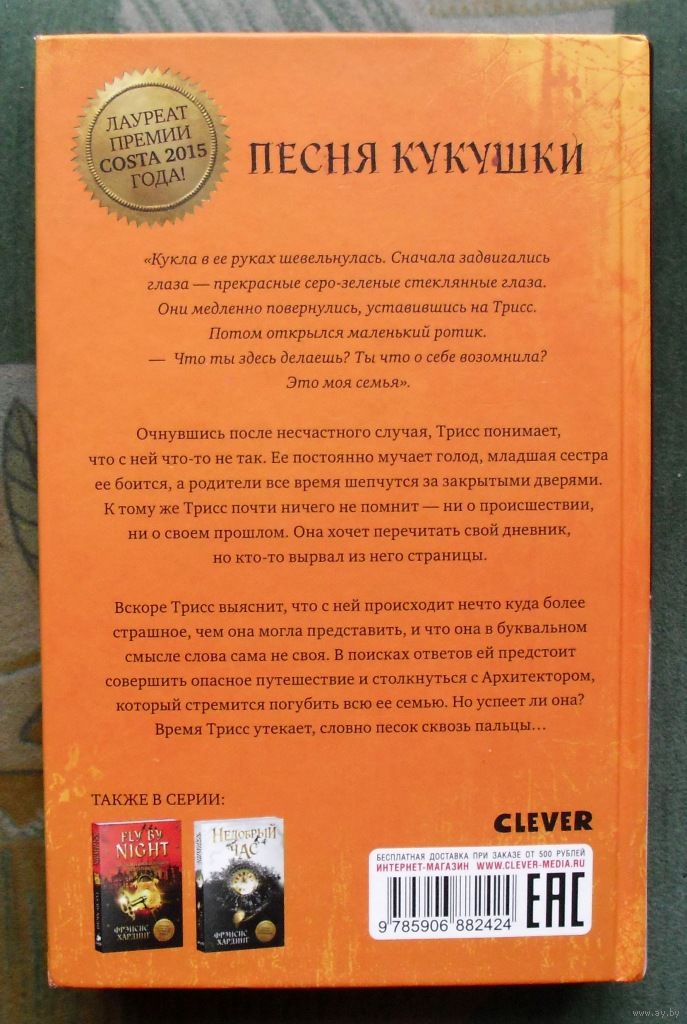 ЛАУРЕАТ
ПРЕМИИ
COSTA 2015
ГОДА!
ПЕСНЯ КУКУШКИ
«Кукла в ее руках шевельнулась. Сначала задвигались
глаза — прекрасные серо-зеленые стеклянные глаза.
Они медленно повернулись, уставившись на Трисс.
Потом открылся маленький ротик.
— Что ты здесь делаешь? Ты что о себе возомнила?
Это моя семья».
Очнувшись после несчастного случая, Трисс понимает,
что с ней что-то не так. Ее постоянно мучает голод, младшая сестра
ее боится, а родители все время шепчутся за закрытыми дверями.
К тому же Трисс почти ничего не помнит — ни о происшествии,
ни о своем прошлом. Она хочет перечитать свой дневник,
но кто-то вырвал из него страницы.
Вскоре Трисс выяснит, что с ней происходит нечто куда более
страшное, чем она могла представить, и что она в буквальном
смысле слова сама не своя. В поисках ответов ей предстоит
совершить опасное путешествие и столкнуться с Архитектором,
который стремится погубить всю ее семью. Но успеет ли она?
Время Трисс утекает, словно песок сквозь пальцы...
ТАКЖЕ В СЕРИИ:
FLY BY
NIGHT
ФРЭНСИС
ХАРДИНГ
НЕДОБРЫЙ
ЧАС
ФРЭНСИС
ХАРДИНГ
CLEVER
БЕСПЛАТНАЯ ДОСТАВКА ПРИ ЗАКАЗЕ ОТ 500 РУБЛЕЙ
ИНТЕРНЕТ-МАГАЗИН WWW.CLEVER-MEDIA.RU
9 785906 882424
EAC
www.ay.by